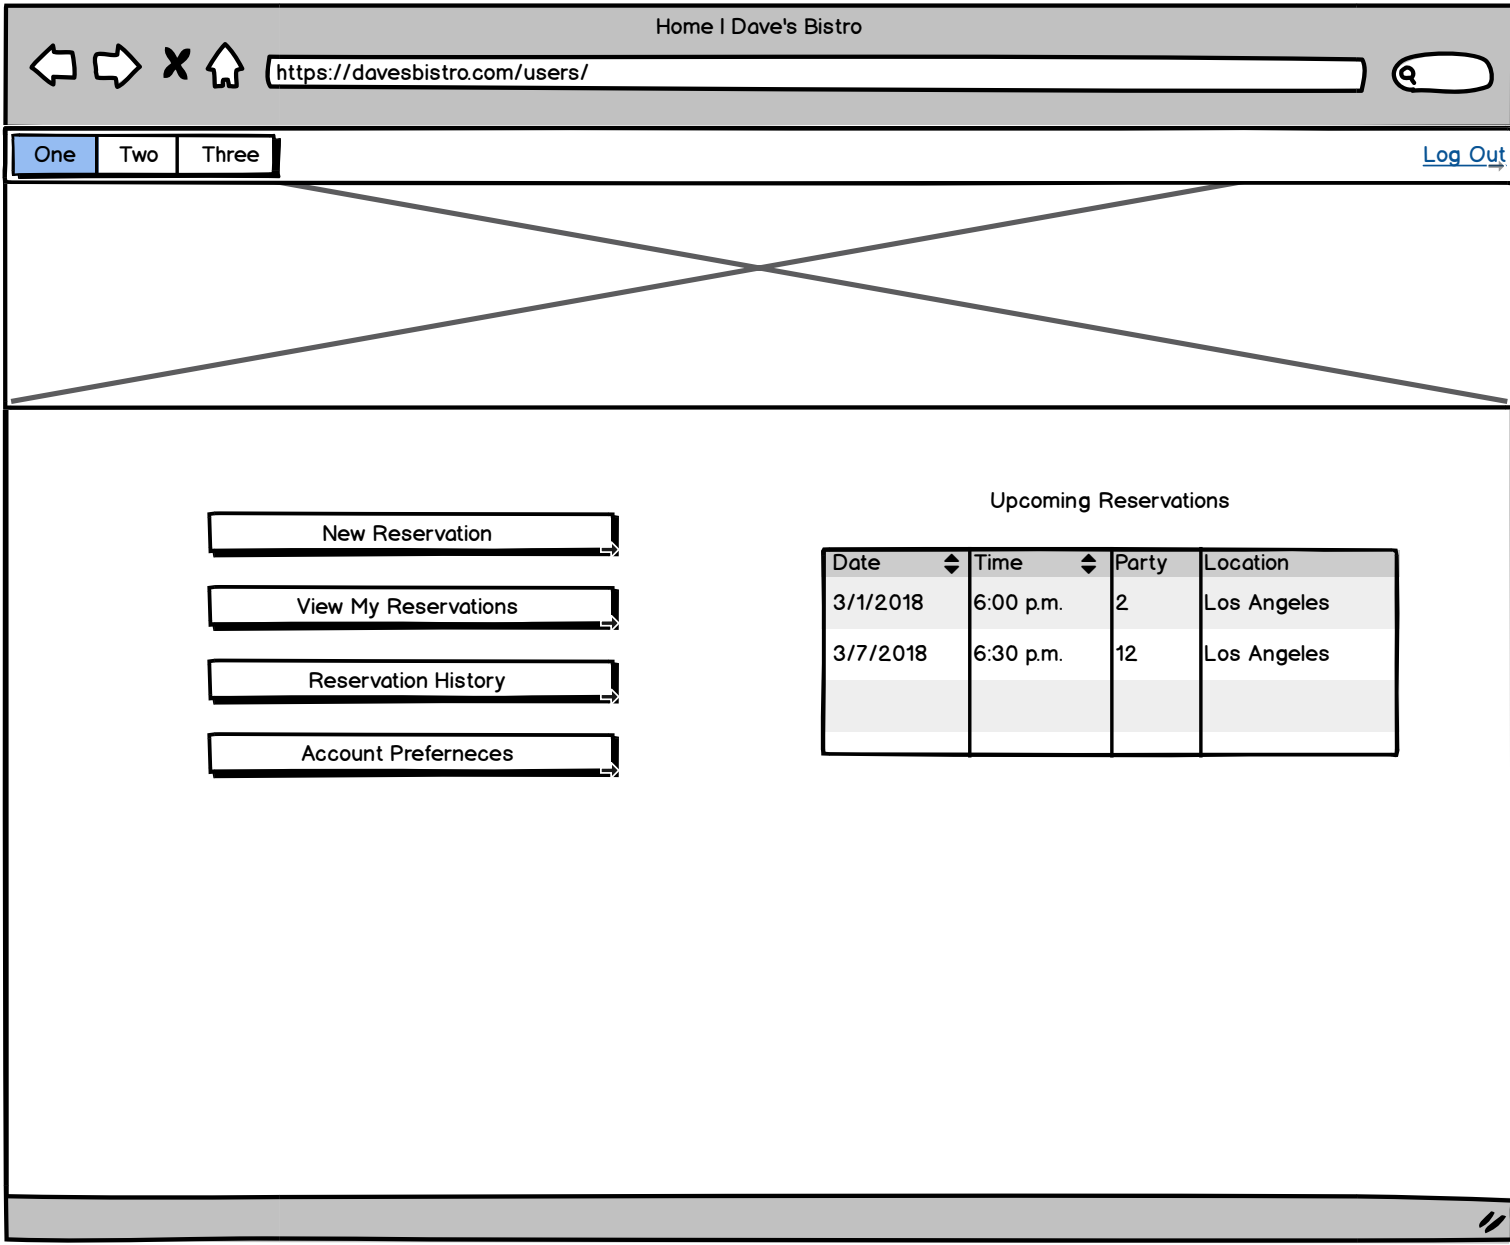 Home | Dave's Bistro
https://davesbistro.com/users/
One Two Three Log Out
Upcoming Reservations
New Reservation
View My Reservations
Reservation History
Account Preferneces
Date Time Party Location
3/1/2018 6:00 p.m. 2 Los Angeles
3/7/2018 6:30 p.m. 12 Los Angeles